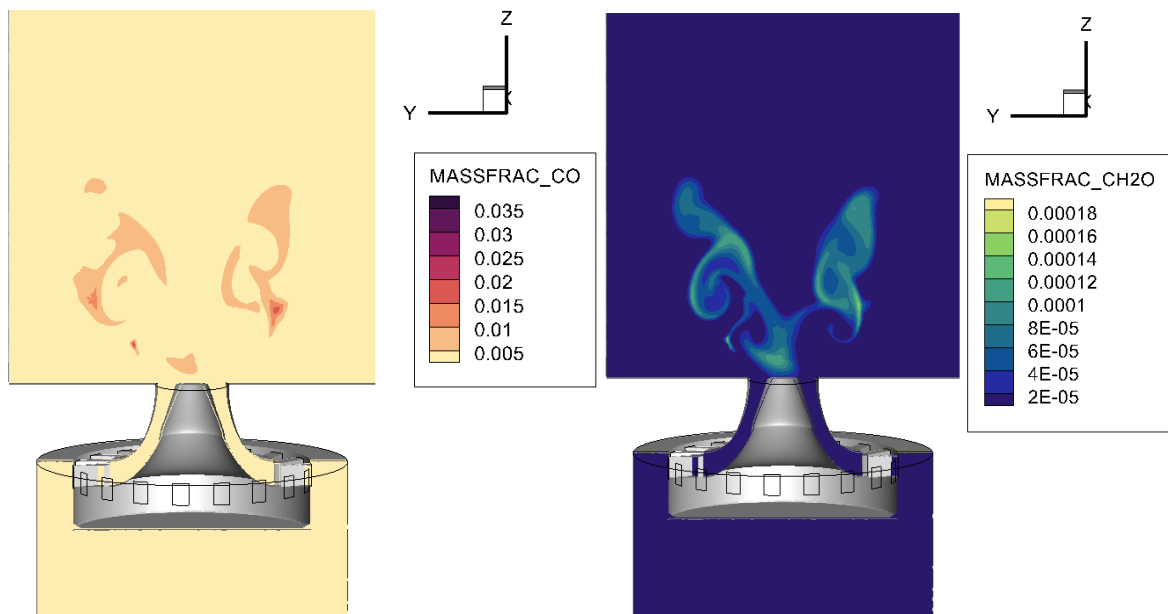 Z
Y
X
MASSFRAC_CO
0.035
0.03
0.025
0.02
0.015
0.01
0.005
Z
Y
X
MASSFRAC_CH2O
0.00018
0.00016
0.00014
0.00012
0.0001
8E-05
6E-05
4E-05
2E-05